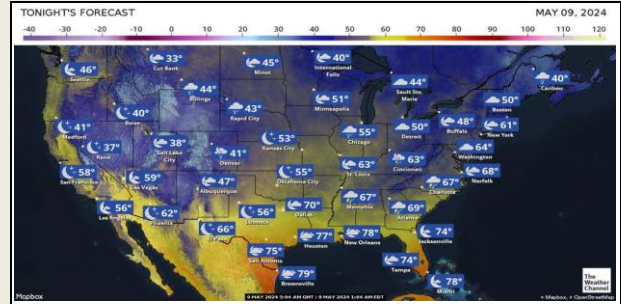 TONIGHT'S FORECAST
MAY 09, 2024
-40 -30 -20 -10 0 10 20 30 40 50 60 70 80 90 100 110 120
46°
Seattle
33°
Cut Bank
45°
Minot
40°
International
Falls
44°
Billings
44°
Sault Ste.
Marie
40°
Caribou
43°
Rapid City
51°
Minneapolis
50°
Boston
41°
Medford
40°
Boise
48°
Buffalo
61°
New York
37°
Reno
38°
Salt Lake
City
41°
Denver
53°
Kansas City
55°
Chicago
50°
Detroit
64°
Washington
58°
San Francisco
59°
Las Vegas
47°
Albuquerque
55°
Oklahoma City
63°
St. Louis
63°
Cincinnati
68°
Norfolk
56°
Los Angeles
62°
Phoenix
56°
Lubbock
70°
Dallas
67°
Memphis
67°
Charlotte
69°
Atlanta
66°
El Paso
77°
Houston
78°
New Orleans
74°
Jacksonville
75°
San Antonio
79°
Brownsville
74°
Tampa
78°
Miami
The
Weather
Channel
Mapbox
9 MAY 2024 5:04 AM GMT | 9 MAY 2024 1:04 AM EDT
© Mapbox, © OpenStreetMap